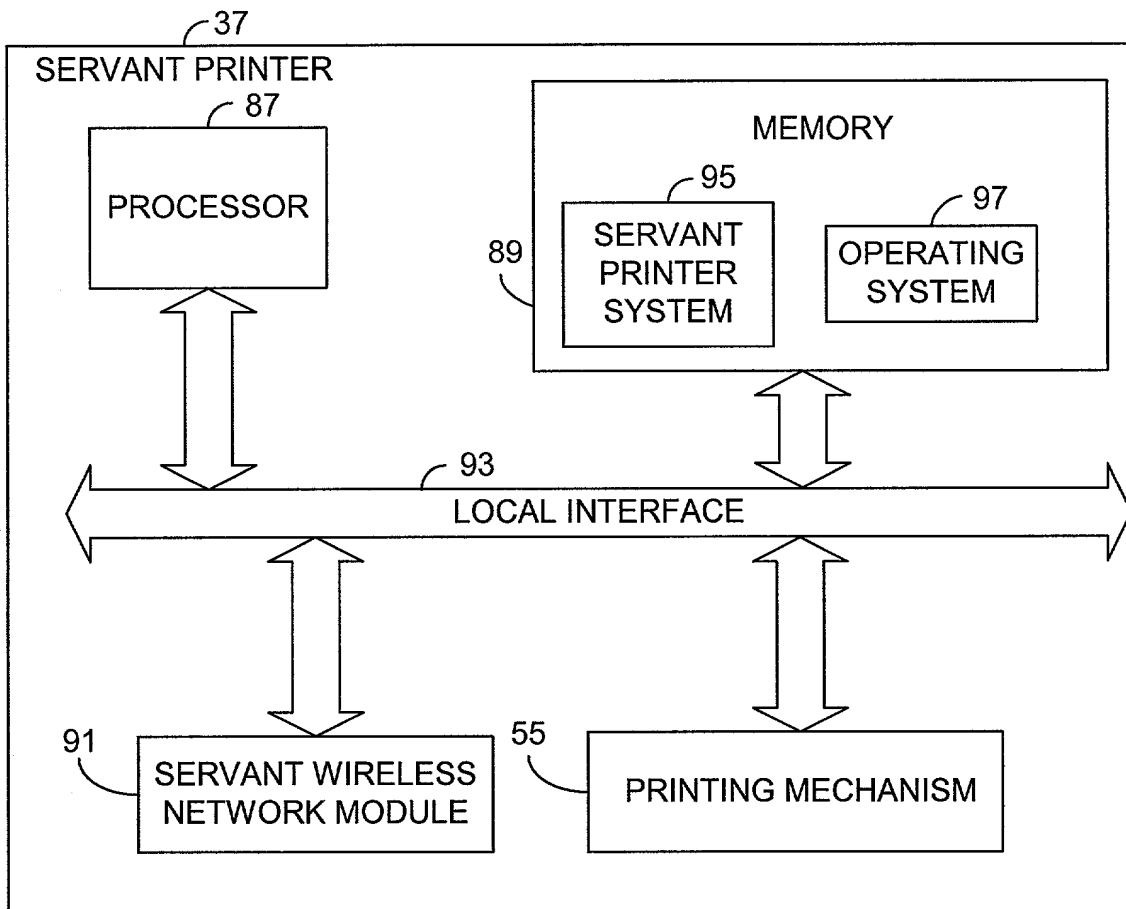 37
SERVANT PRINTER
87
PROCESSOR
MEMORY
95
SERVANT
PRINTER
SYSTEM
97
OPERATING
SYSTEM
89
93
LOCAL INTERFACE
91
SERVANT WIRELESS
NETWORK MODULE
55
PRINTING MECHANISM